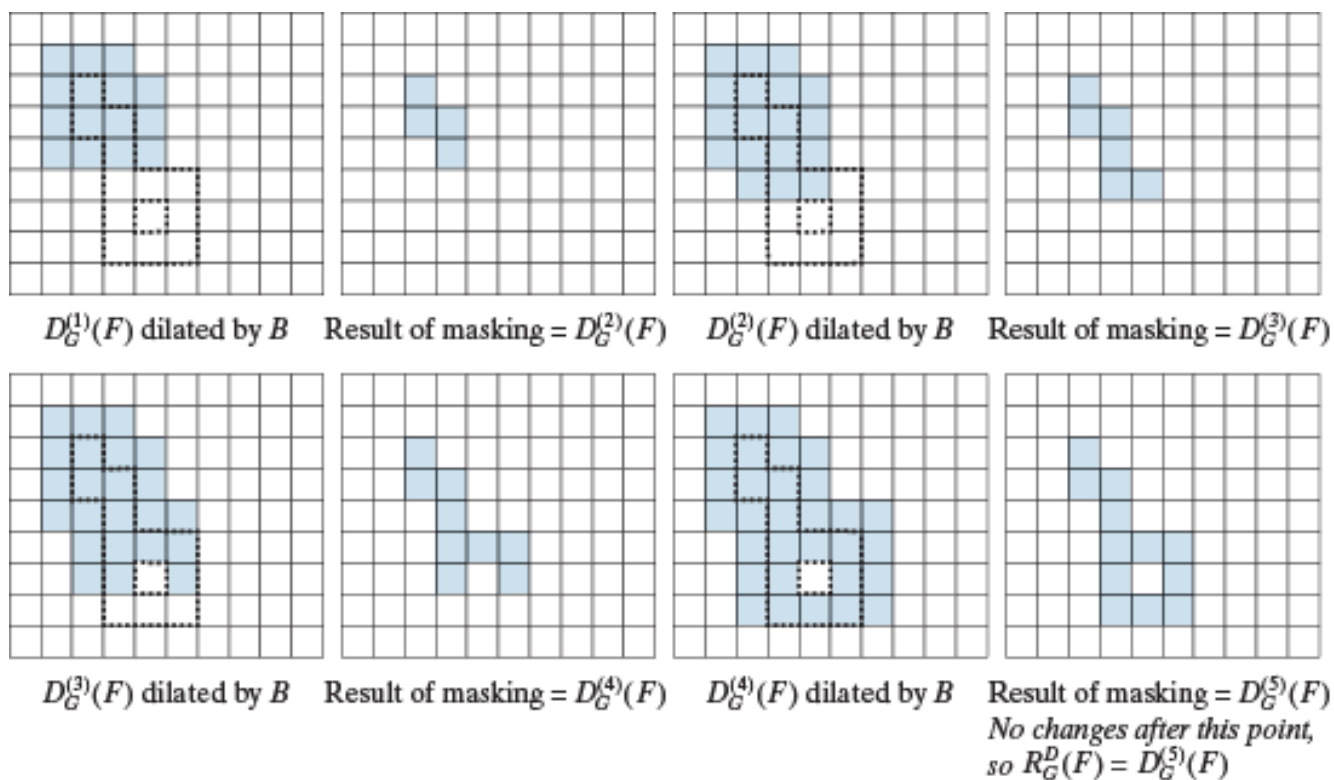 D_G^(1)(F) dilated by B
Result of masking = D_G^(2)(F)
D_G^(2)(F) dilated by B
Result of masking = D_G^(3)(F)
D_G^(3)(F) dilated by B
Result of masking = D_G^(4)(F)
D_G^(4)(F) dilated by B
Result of masking = D_G^(5)(F)
No changes after this point,
so R_G^D(F) = D_G^(5)(F)